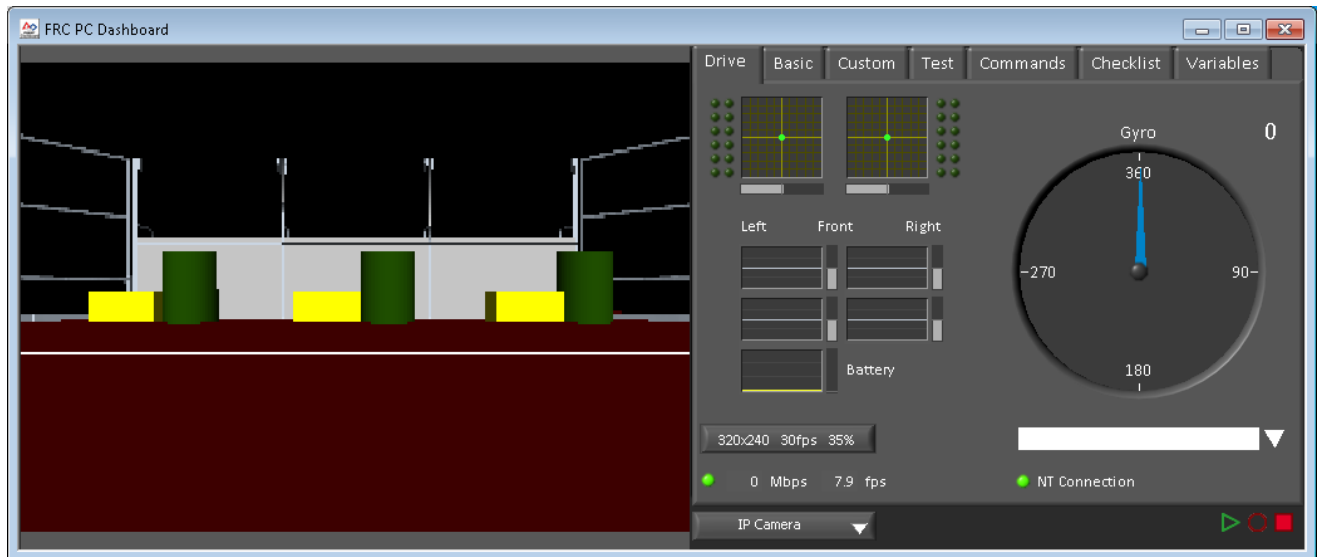 FRC PC Dashboard
Drive Basic Custom Test Commands Checklist Variables
Gyro 0
360
Left Front Right
-270 90-
180
Battery
320x240 30fps 35%
0 Mbps 7.9 fps
NT Connection
IP Camera